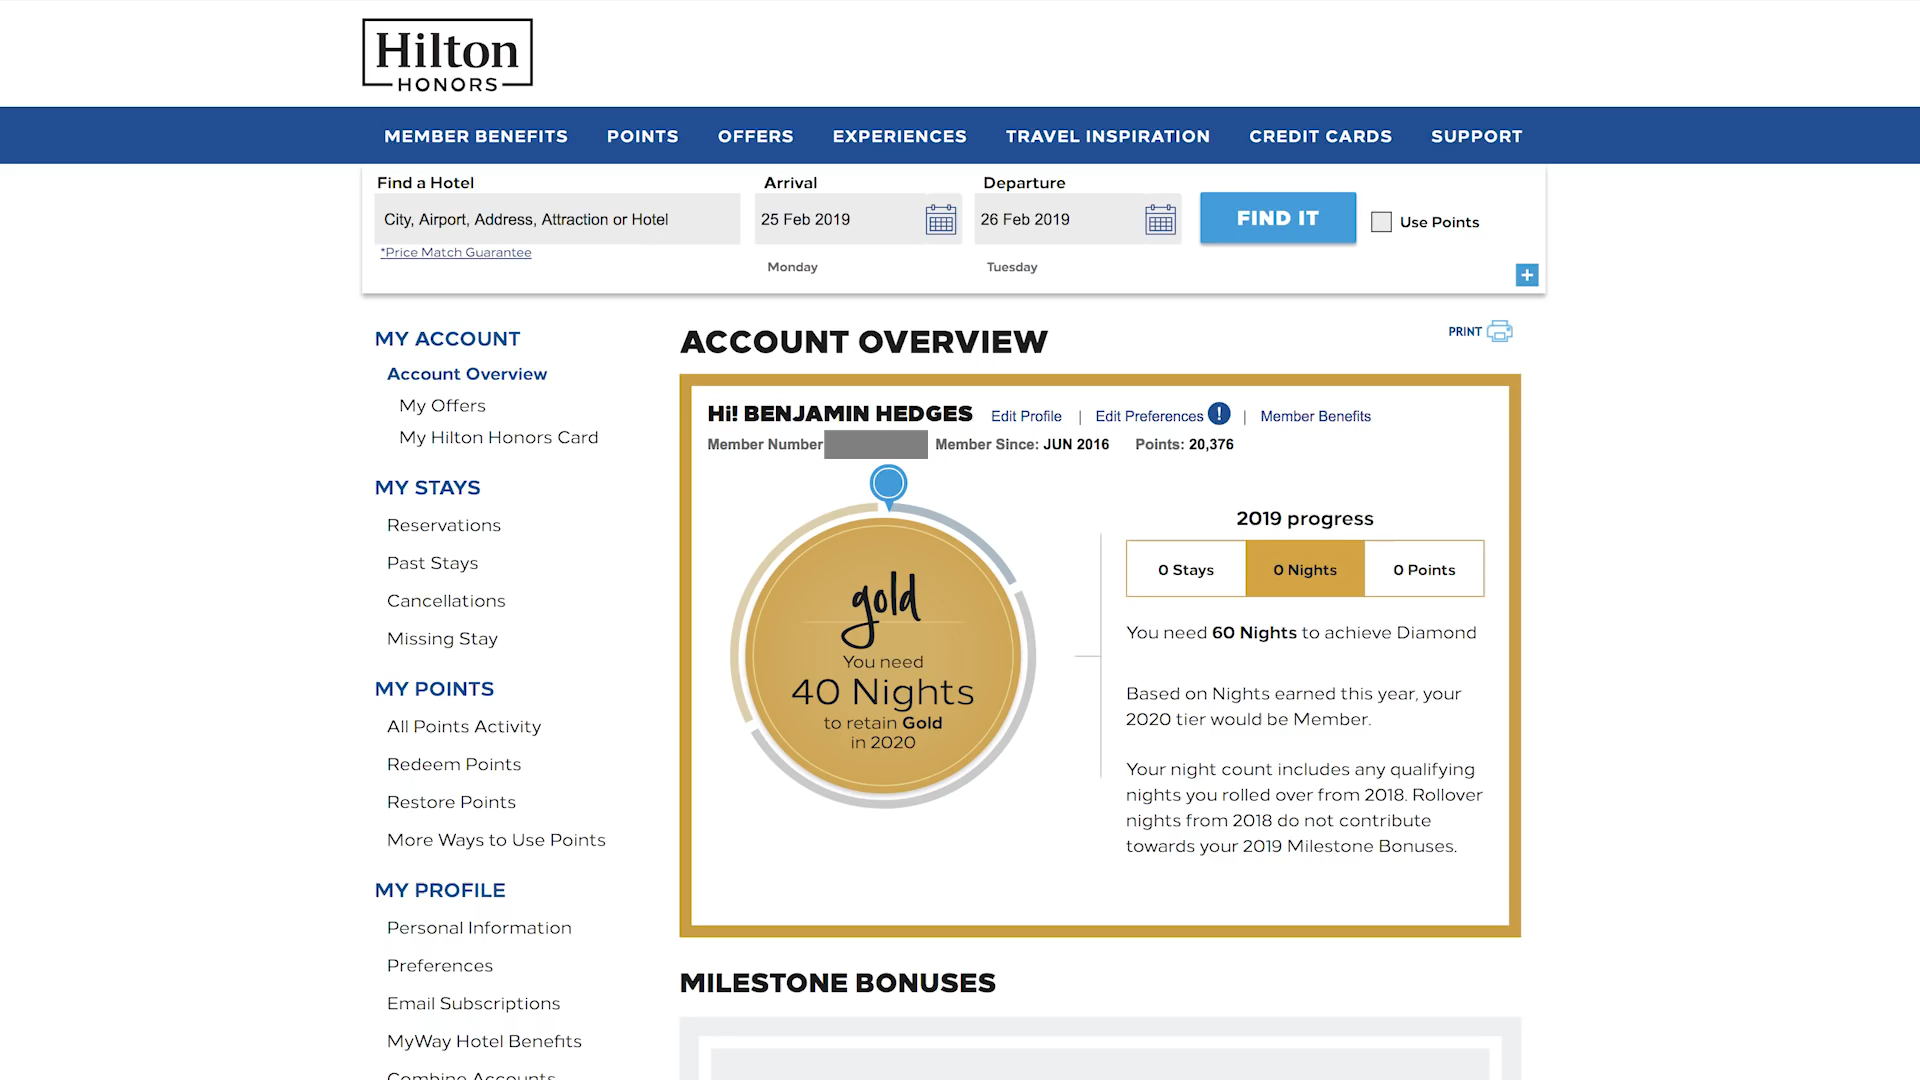 Hilton
HONORS
MEMBER BENEFITS POINTS OFFERS EXPERIENCES TRAVEL INSPIRATION CREDIT CARDS SUPPORT
Find a Hotel Arrival Departure
City, Airport, Address, Attraction or Hotel 25 Feb 2019 26 Feb 2019 FIND IT Use Points
*Price Match Guarantee
Monday Tuesday
+
MY ACCOUNT
Account Overview
My Offers
My Hilton Honors Card
MY STAYS
Reservations
Past Stays
Cancellations
Missing Stay
MY POINTS
All Points Activity
Redeem Points
Restore Points
More Ways to Use Points
MY PROFILE
Personal Information
Preferences
Email Subscriptions
MyWay Hotel Benefits
Combine Accounts
ACCOUNT OVERVIEW
PRINT
Hi! BENJAMIN HEDGES Edit Profile | Edit Preferences ! | Member Benefits
Member Number Member Since: JUN 2016 Points: 20,376
gold
You need
40 Nights
to retain Gold
in 2020
2019 progress
0 Stays 0 Nights 0 Points
You need 60 Nights to achieve Diamond
Based on Nights earned this year, your
2020 tier would be Member.
Your night count includes any qualifying
nights you rolled over from 2018. Rollover
nights from 2018 do not contribute
towards your 2019 Milestone Bonuses.
MILESTONE BONUSES